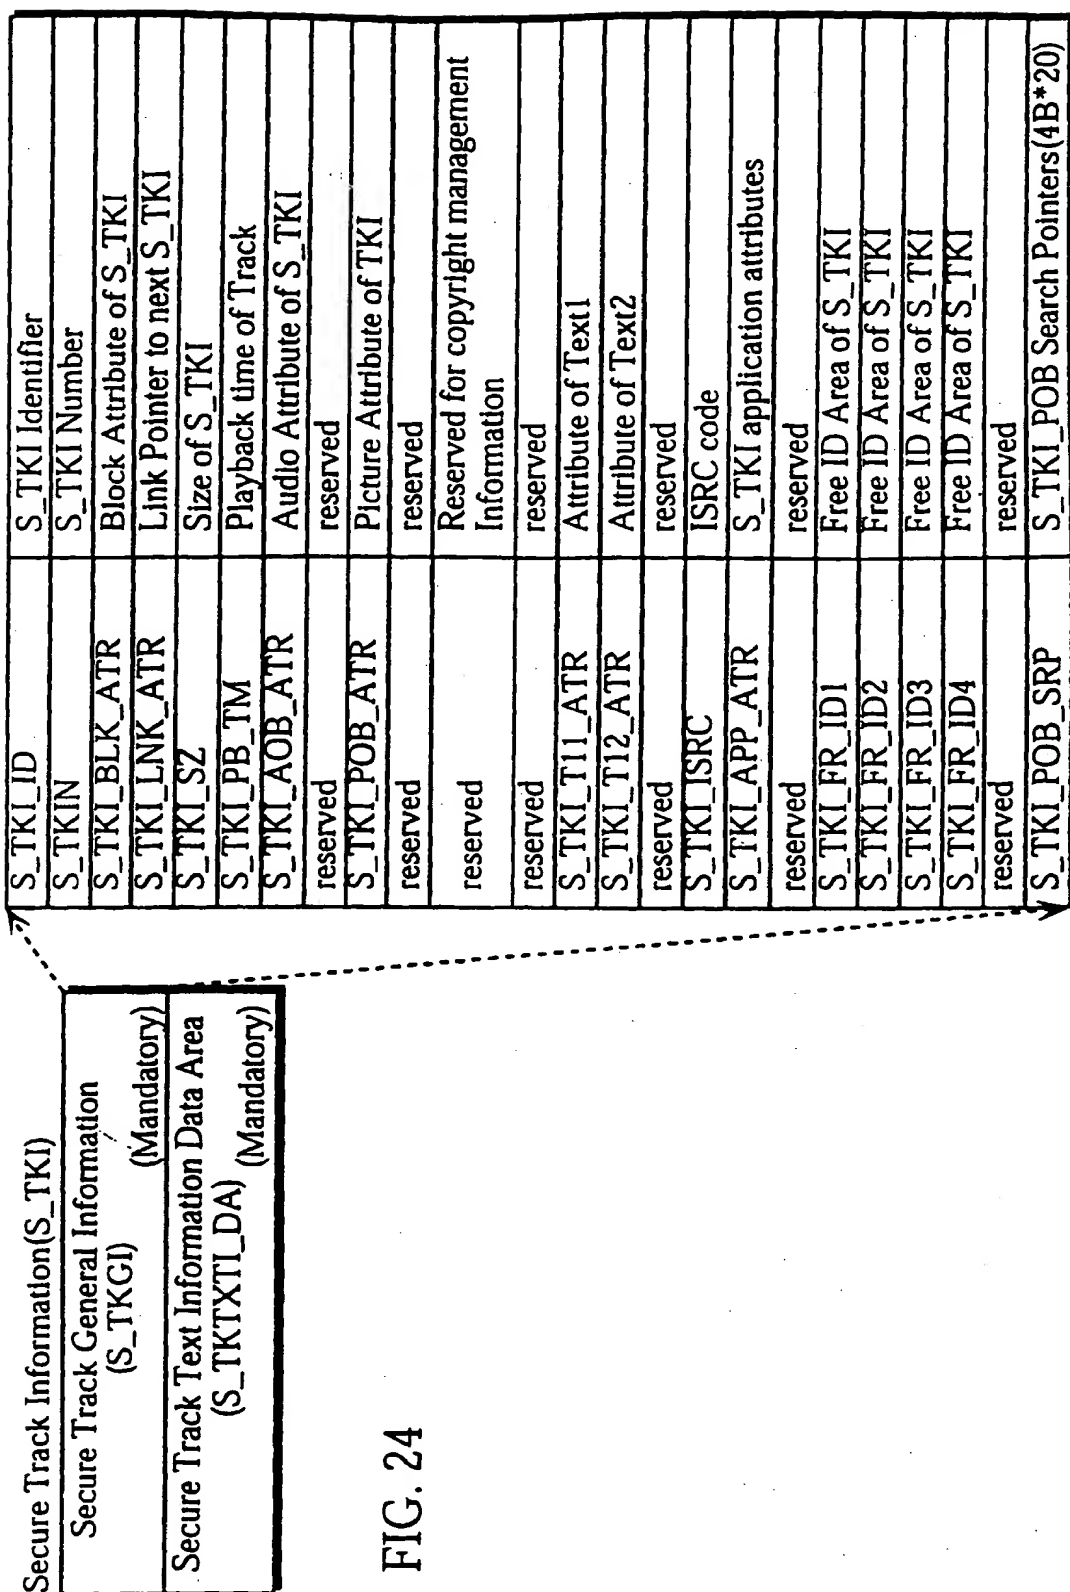 Secure Track Information(S_TKI)
Secure Track General Information
(S_TKGI)
(Mandatory)
Secure Track Text Information Data Area
(S_TKTXTI_DA)
(Mandatory)
S_TKI_ID S_TKI Identifier
S_TKIN S_TKI Number
S_TKI_BLK_ATR Block Attribute of S_TKI
S_TKI_LNK_ATR Link Pointer to next S_TKI
S_TKI_SZ Size of S_TKI
S_TKI_PB_TM Playback time of Track
S_TKI_AOB_ATR Audio Attribute of S_TKI
reserved reserved
S_TKI_POB_ATR Picture Attribute of TKI
reserved reserved
reserved Reserved for copyright management
Information
reserved reserved
S_TKI_T11_ATR Attribute of Text1
S_TKI_T12_ATR Attribute of Text2
reserved reserved
S_TKI_ISRC ISRC code
S_TKI_APP_ATR S_TKI application attributes
reserved reserved
S_TKI_FR_ID1 Free ID Area of S_TKI
S_TKI_FR_ID2 Free ID Area of S_TKI
S_TKI_FR_ID3 Free ID Area of S_TKI
S_TKI_FR_ID4 Free ID Area of S_TKI
reserved reserved
S_TKI_POB_SRP S_TKI_POB Search Pointers(4B*20)
FIG. 24